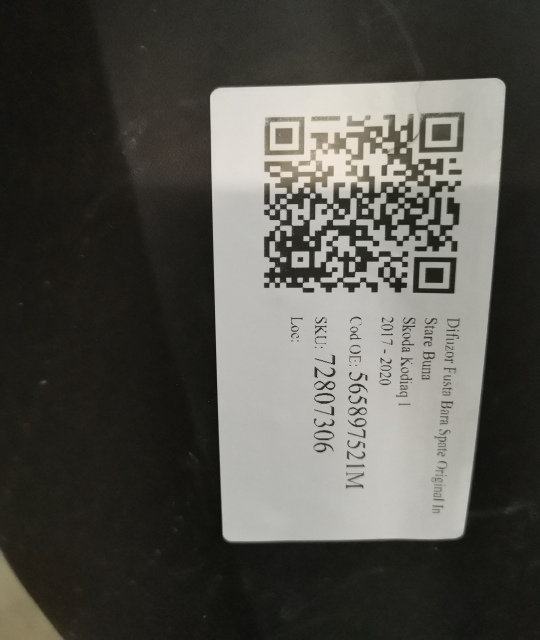 Difuzor Fusta Bara Spate Original In
Stare Buna
Skoda Kodiaq 1
2017 - 2020
Cod OE: 565897521M
SKU: 72807306
Loc: